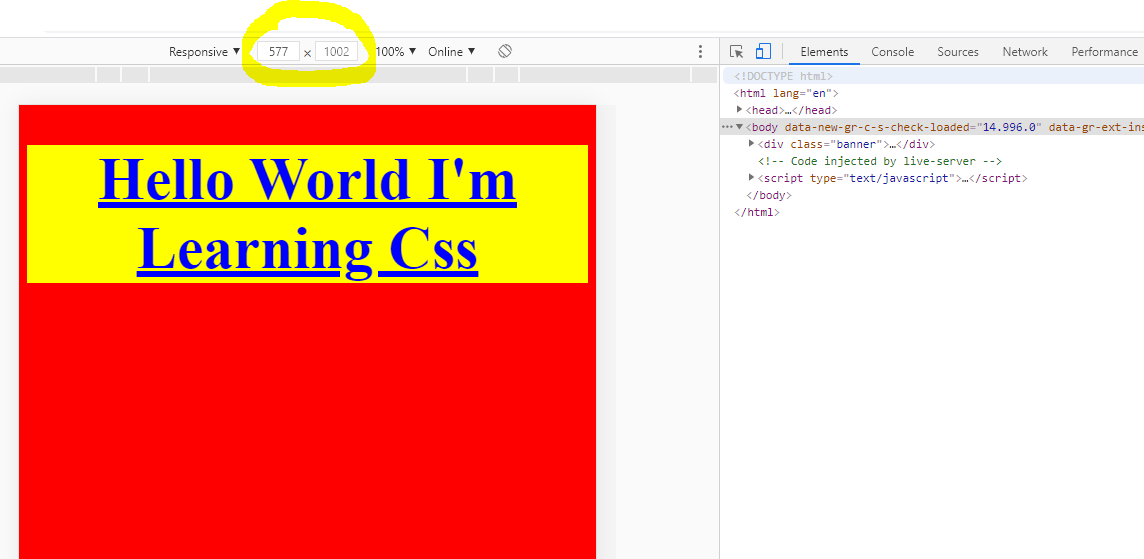 Responsive ▼ 577 × 1002 100% ▼ Online ▼
Elements Console Sources Network Performance
<!DOCTYPE html>
<html lang="en">
<head>…</head>
<body data-new-gr-c-s-check-loaded="14.996.0" data-gr-ext-ins
<div class="banner">…</div>
<!-- Code injected by live-server -->
<script type="text/javascript">…</script>
</body>
</html>
Hello World I'm
Learning Css